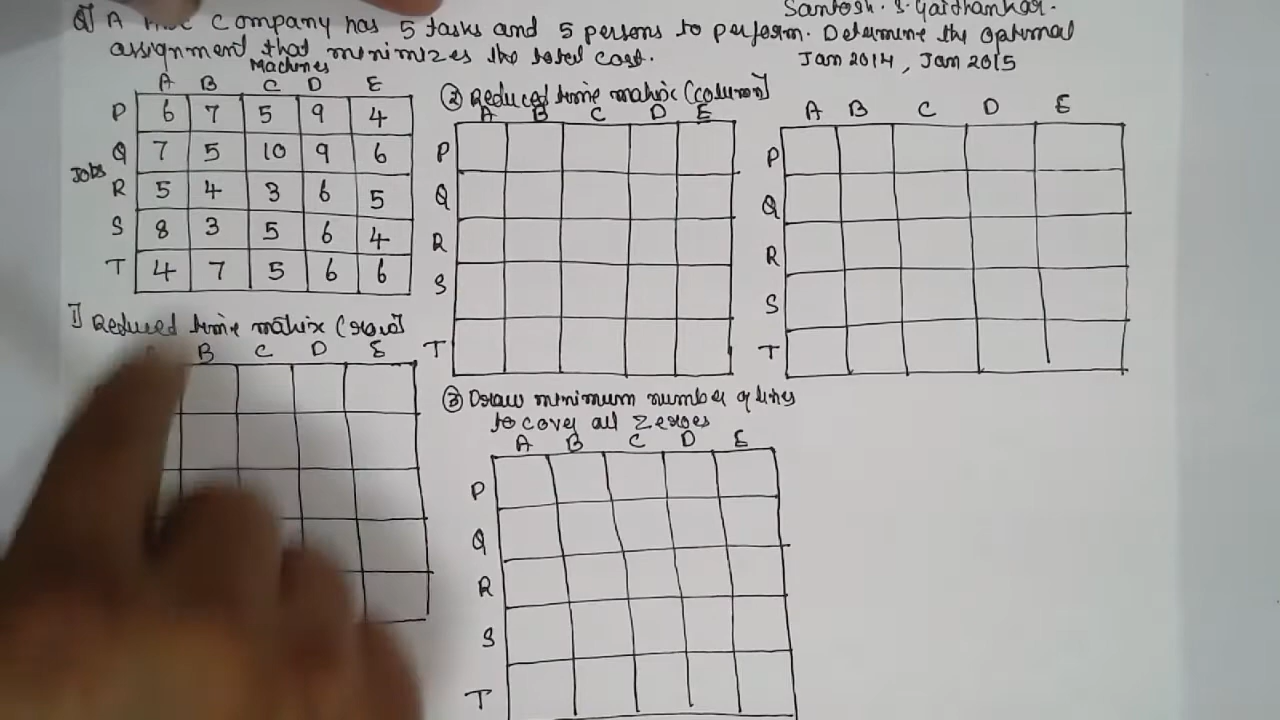 Santosh. S. Gaithankar.
Q] A Company has 5 tasks and 5 persons to perform. Determine the optimal
assignment that minimizes the total cost. Jan 2014, Jan 2015
Machines
A B C D E
P 6 7 5 9 4
Q 7 5 10 9 6
Jobs
R 5 4 3 6 5
S 8 3 5 6 4
T 4 7 5 6 6
1] Reduced time matrix (row)
B C D E
② Reduced time matrix (column)
A B C D E
P
Q
R
S
T
③ Draw minimum number of lines
to cover all zeroes
A B C D E
P
Q
R
S
T
A B C D E
P
Q
R
S
T